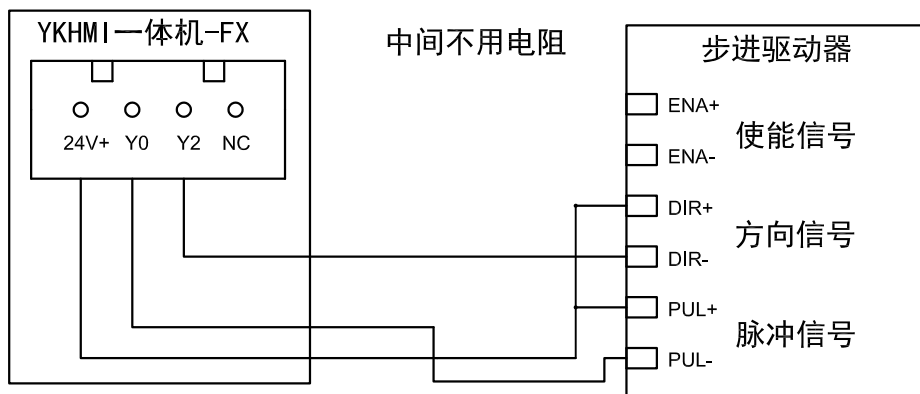 YKHMI一体机-FX
24V+ Y0 Y2 NC
中间不用电阻
步进驱动器
ENA+
使能信号
ENA-
DIR+
方向信号
DIR-
PUL+
脉冲信号
PUL-